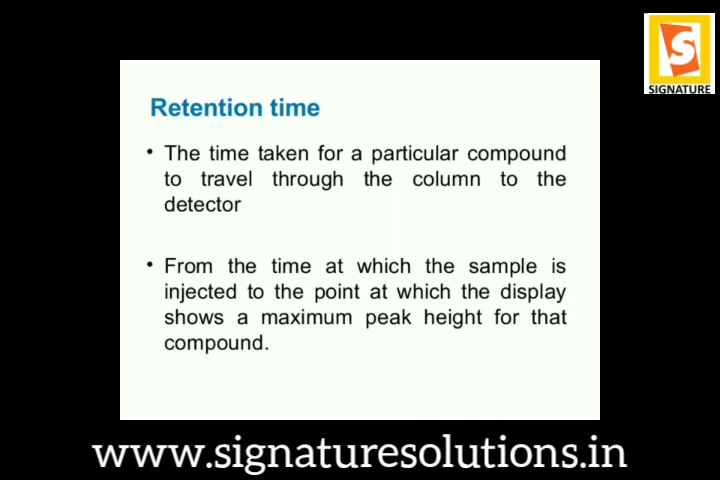 SIGNATURE
Retention time
• The time taken for a particular compound
to travel through the column to the
detector
• From the time at which the sample is
injected to the point at which the display
shows a maximum peak height for that
compound.
www.signaturesolutions.in